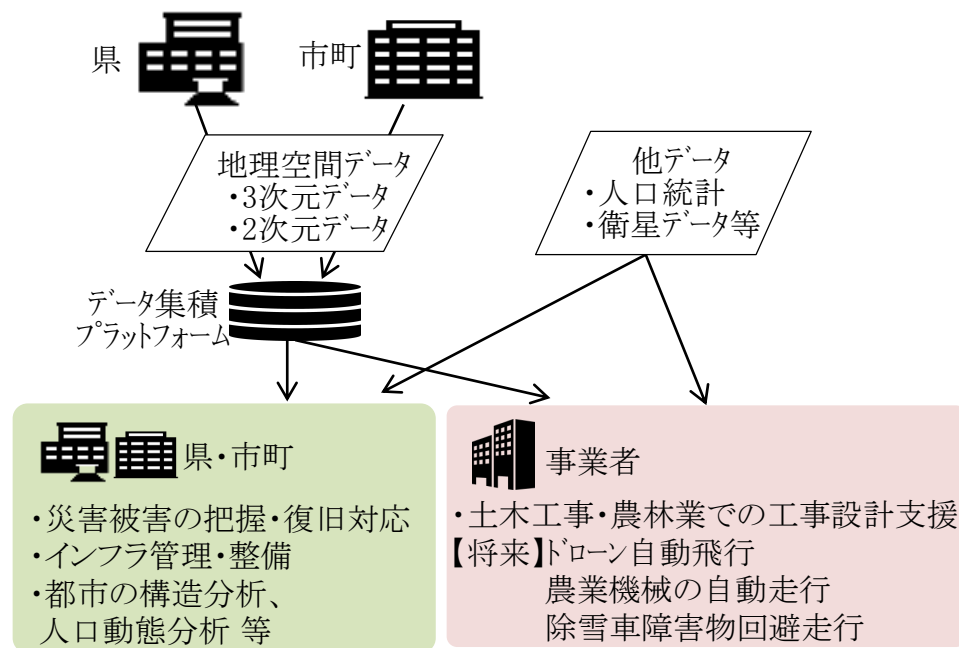 県
市町
地理空間データ
・3次元データ
・2次元データ
他データ
・人口統計
・衛星データ等
データ集積
プラットフォーム
県・市町
・災害被害の把握・復旧対応
・インフラ管理・整備
・都市の構造分析、
人口動態分析 等
事業者
・土木工事・農林業での工事設計支援
【将来】ドローン自動飛行
農業機械の自動走行
除雪車障害物回避走行